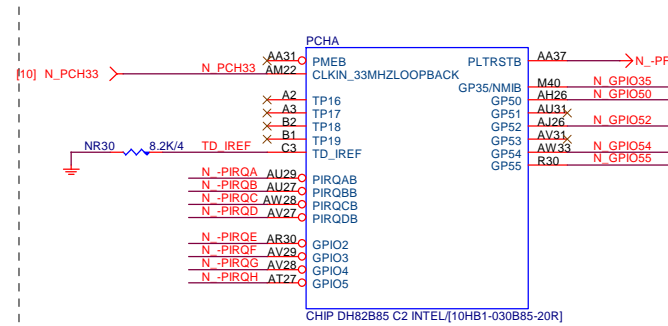 PCHA
AA31 PMEB PLTRSTB AA37 N_-PF
[10] N_PCH33 N_PCH33 AM22 CLKIN_33MHZLOOPBACK
GP35/NMIB M40 N_GPIO35
A2 TP16 GP50 AH26 N_GPIO50
A3 TP17 GP51 AU31
B2 TP18 GP52 AJ26 N_GPIO52
B1 TP19 GP53 AV31
NR30 8.2K/4 TD_IREF C3 TD_IREF GP54 AW33 N_GPIO54
GP55 R30 N_GPIO55
N_-PIRQA AU29 PIRQAB
N_-PIRQB AU27 PIRQBB
N_-PIRQC AW28 PIRQCB
N_-PIRQD AV27 PIRQDB
N_-PIRQE AR30 GPIO2
N_-PIRQF AV29 GPIO3
N_-PIRQG AV28 GPIO4
N_-PIRQH AT27 GPIO5
CHIP DH82B85 C2 INTEL/[10HB1-030B85-20R]